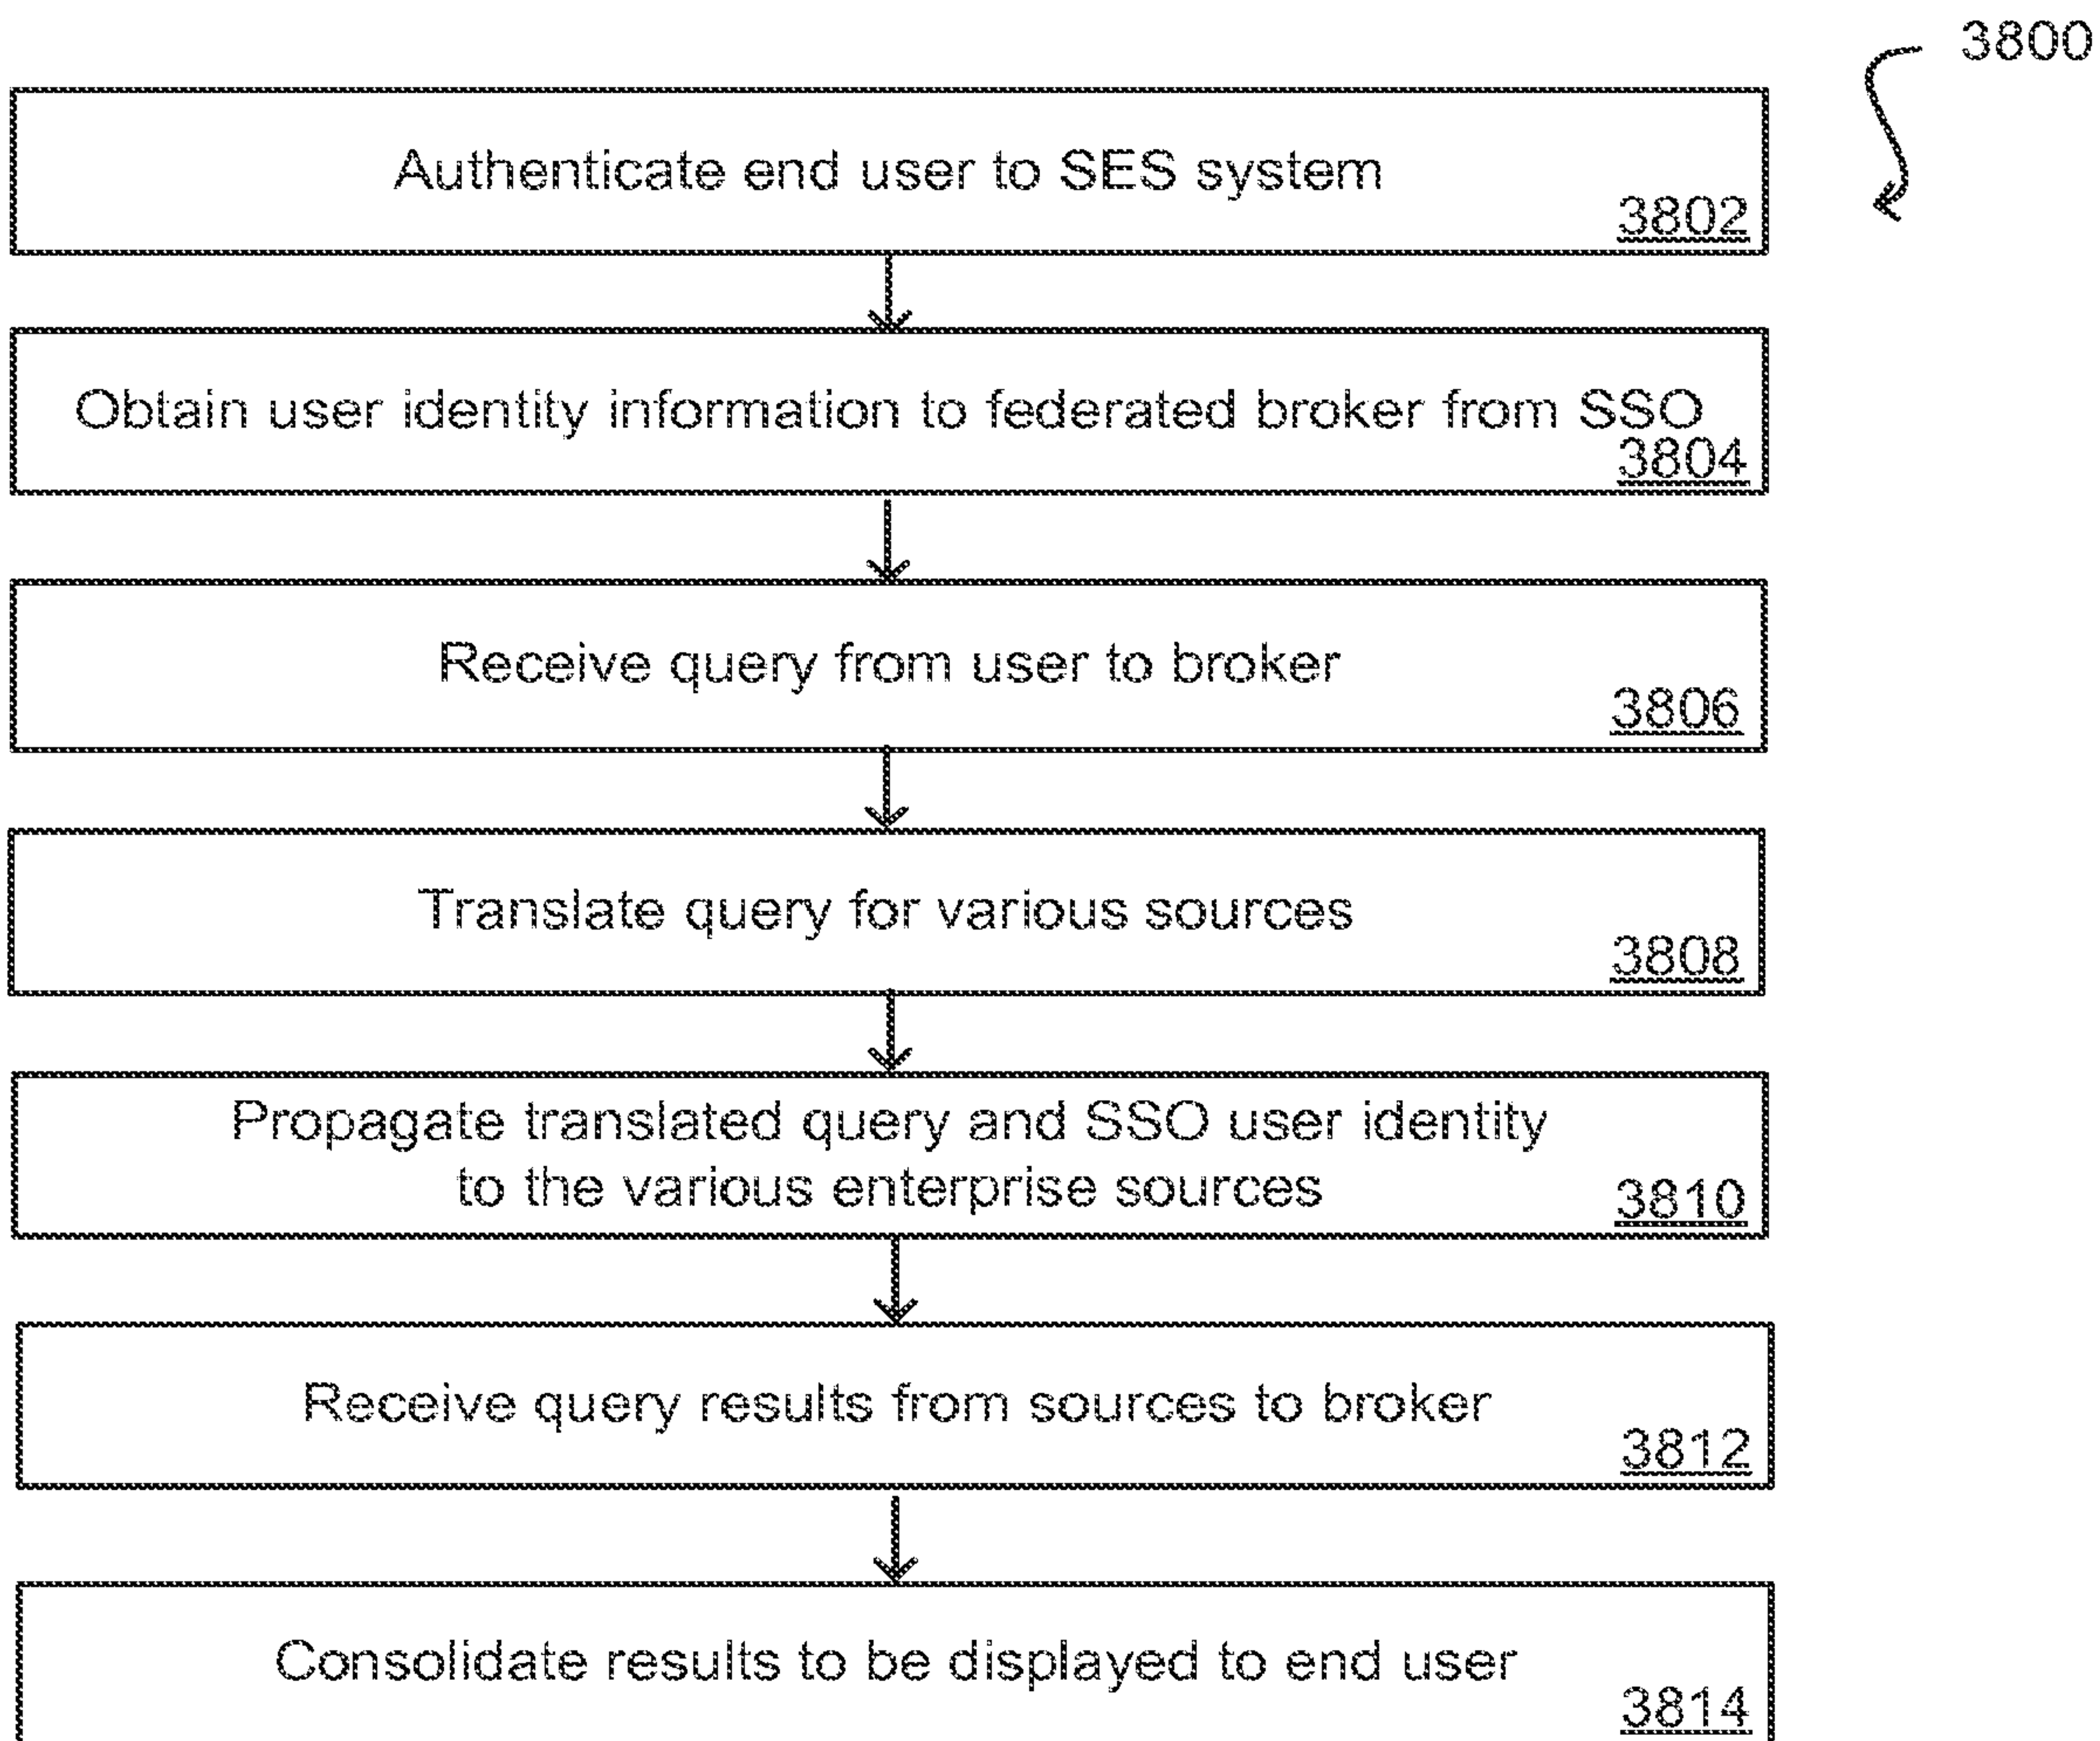 3800
Authenticate end user to SES system
3802
Obtain user identity information to federated broker from SSO
3804
Receive query from user to broker
3806
Translate query for various sources
3808
Propagate translated query and SSO user identity
to the various enterprise sources
3810
Receive query results from sources to broker
3812
Consolidate results to be displayed to end user
3814